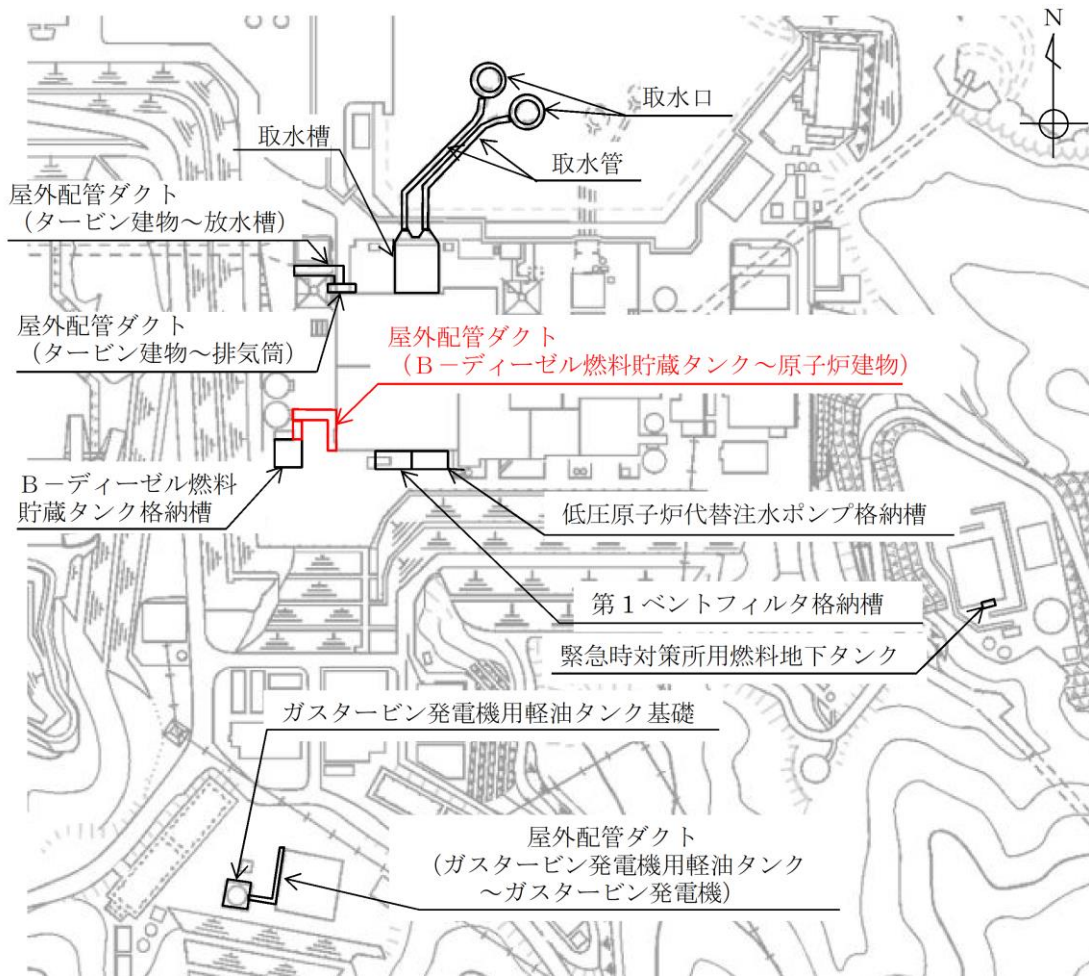 N
取水口
取水槽
取水管
屋外配管ダクト
（タービン建物～放水槽）
屋外配管ダクト
（タービン建物～排気筒）
屋外配管ダクト
（B－ディーゼル燃料貯蔵タンク～原子炉建物）
B－ディーゼル燃料
貯蔵タンク格納槽
低圧原子炉代替注水ポンプ格納槽
第１ベントフィルタ格納槽
緊急時対策所用燃料地下タンク
ガスタービン発電機用軽油タンク基礎
屋外配管ダクト
（ガスタービン発電機用軽油タンク
～ガスタービン発電機）